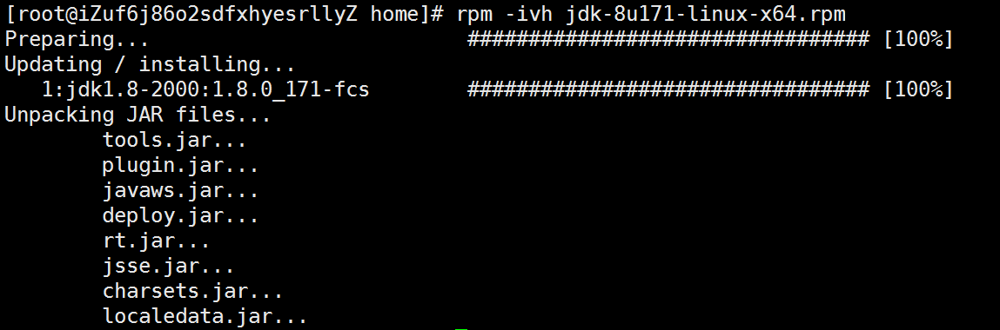 [root@iZuf6j86o2sdfxhyesrllyZ home]# rpm -ivh jdk-8u171-linux-x64.rpm
Preparing...                          ################################# [100%]
Updating / installing...
   1:jdk1.8-2000:1.8.0_171-fcs        ################################# [100%]
Unpacking JAR files...
        tools.jar...
        plugin.jar...
        javaws.jar...
        deploy.jar...
        rt.jar...
        jsse.jar...
        charsets.jar...
        localedata.jar...